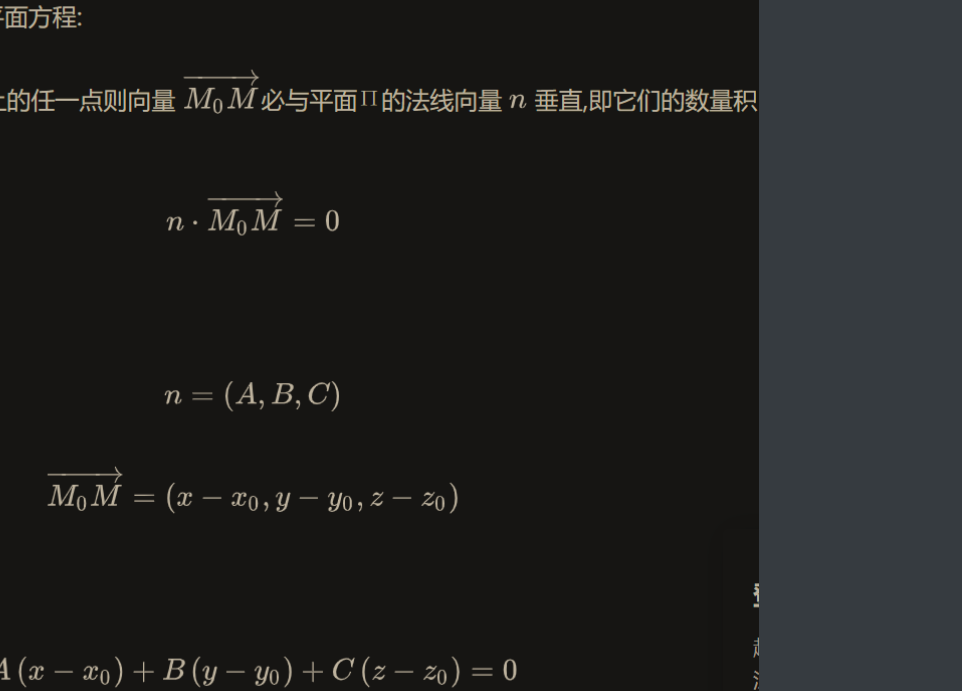 平面方程:
上的任一点则向量 $\overrightarrow{M_0M}$必与平面Π的法线向量 $n$ 垂直,即它们的数量积
$n \cdot \overrightarrow{M_0M} = 0$
$n = (A, B, C)$
$\overrightarrow{M_0M} = (x - x_0, y - y_0, z - z_0)$
$A(x - x_0) + B(y - y_0) + C(z - z_0) = 0$